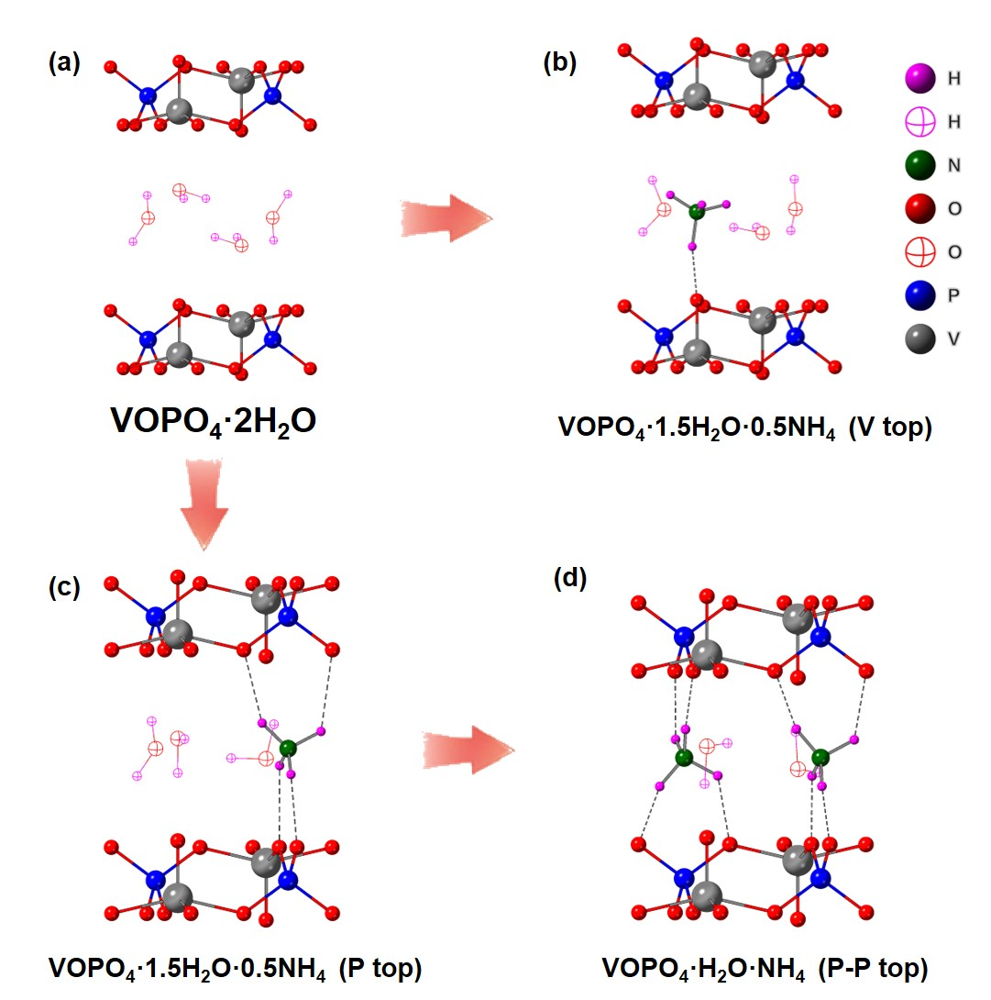 (a)
(b)
H
H
N
O
O
P
V
VOPO₄·2H₂O
VOPO₄·1.5H₂O·0.5NH₄ (V top)
(c)
(d)
VOPO₄·1.5H₂O·0.5NH₄ (P top)
VOPO₄·H₂O·NH₄ (P-P top)